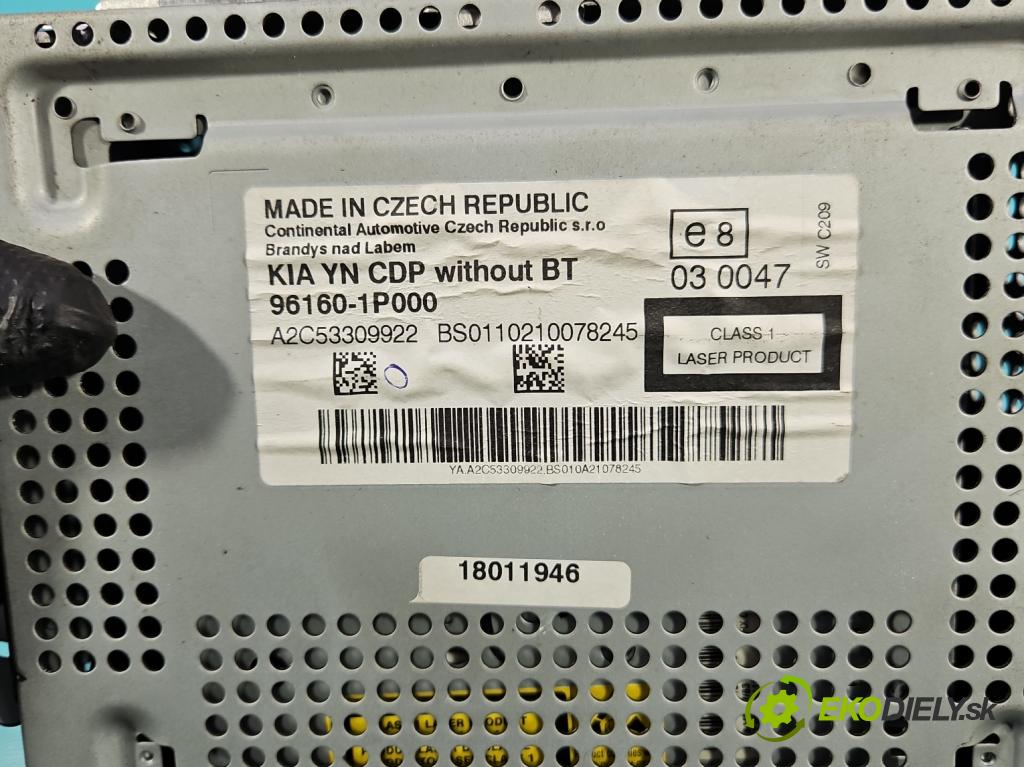 MADE IN CZECH REPUBLIC
Continental Automotive Czech Republic s.r.o
Brandys nad Labem
KIA YN CDP without BT
96160-1P000
A2C53309922 BS0110210078245
e8
03 0047
SW C209
CLASS 1
LASER PRODUCT
YA.A2C53309922.BS010A21078245
18011946
EKODIELY.sk